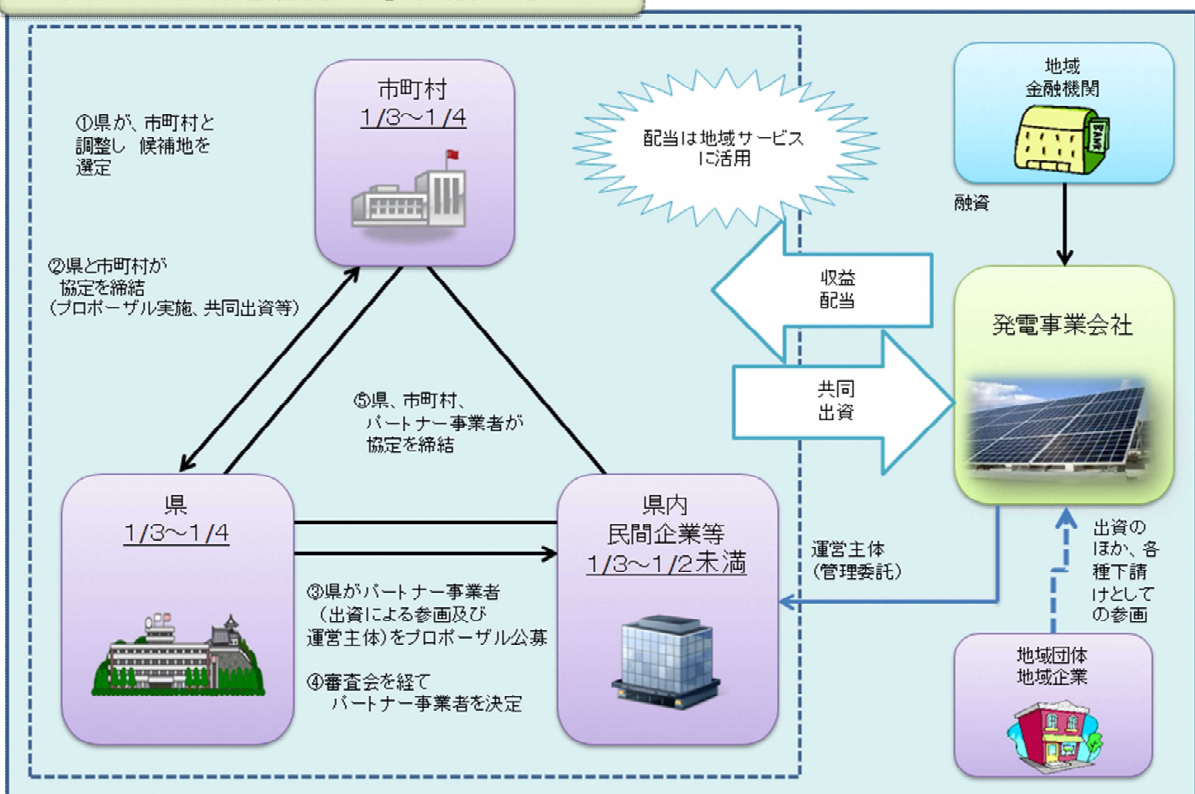 ①県が、市町村と
調整し 候補地を
選定
市町村
1/3～1/4
配当は地域サービス
に活用
地域
金融機関
BANK
融資
②県と市町村が
協定を締結
(プロポーザル実施、共同出資等)
収益
配当
発電事業会社
共同
出資
⑤県、市町村、
パートナー事業者が
協定を締結
県
1/3～1/4
県内
民間企業等
1/3～1/2未満
③県がパートナー事業者
(出資による参画及び
運営主体)をプロポーザル公募
④審査会を経て
パートナー事業者を決定
運営主体
(管理委託)
出資の
ほか、各
種下請
けとして
の参画
地域団体
地域企業